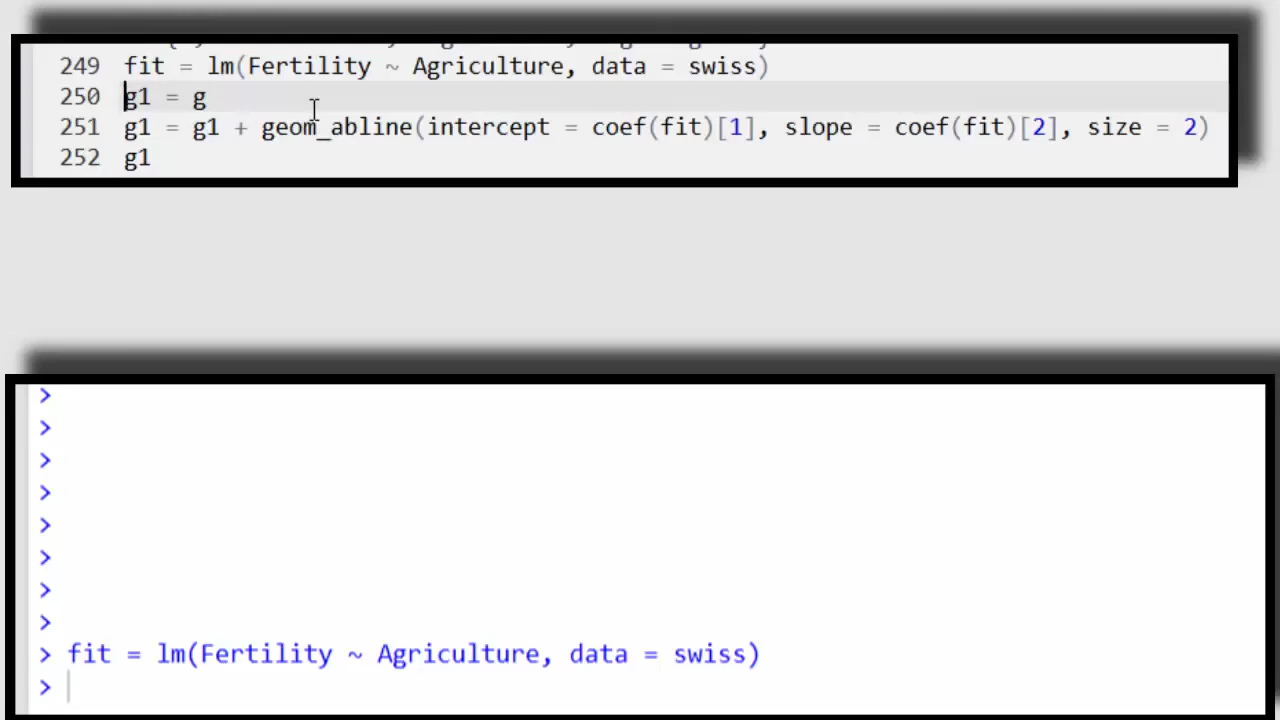 249 fit = lm(Fertility ~ Agriculture, data = swiss)
250 g1 = g
251 g1 = g1 + geom_abline(intercept = coef(fit)[1], slope = coef(fit)[2], size = 2)
252 g1
>
>
>
>
>
>
>
>
> fit = lm(Fertility ~ Agriculture, data = swiss)
>